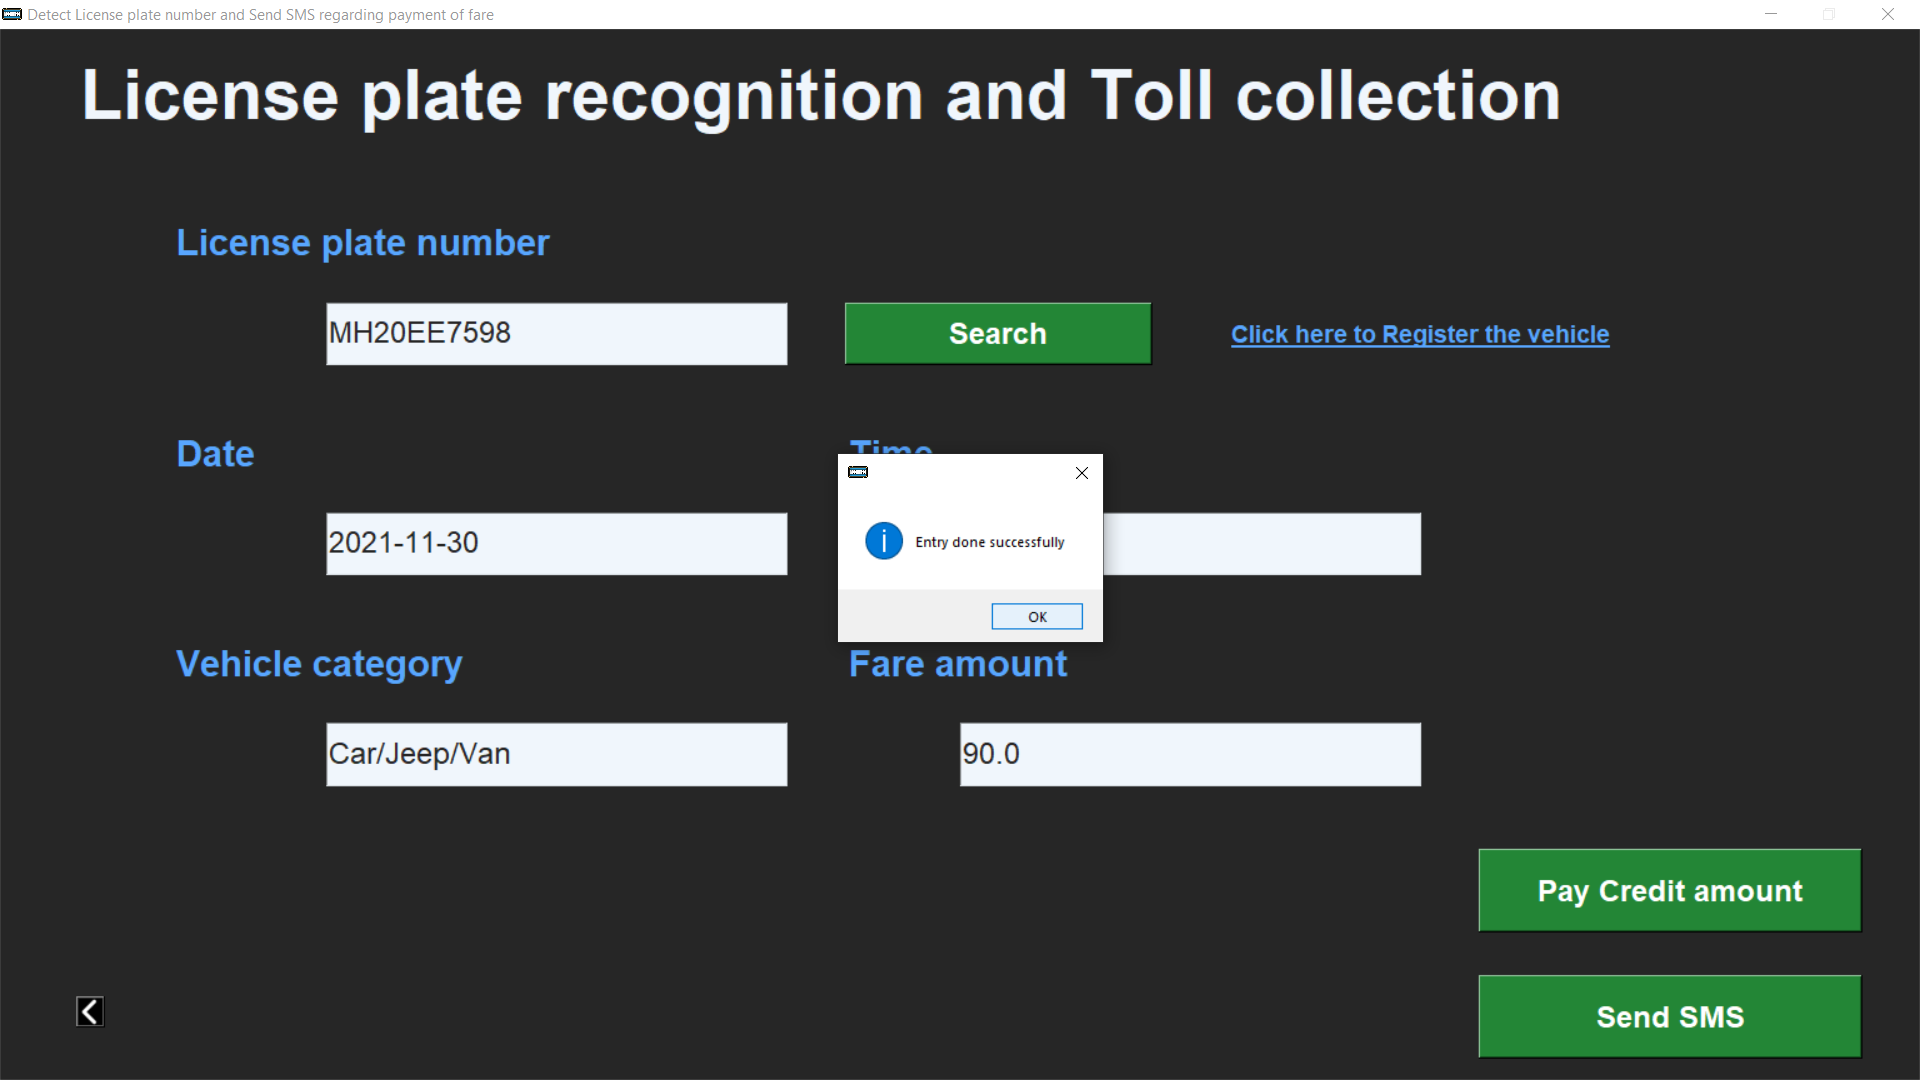 Detect License plate number and Send SMS regarding payment of fare
License plate recognition and Toll collection
License plate number
MH20EE7598
Search
Click here to Register the vehicle
Date
Time
2021-11-30
Entry done successfully
OK
Vehicle category
Fare amount
Car/Jeep/Van
90.0
Pay Credit amount
Send SMS